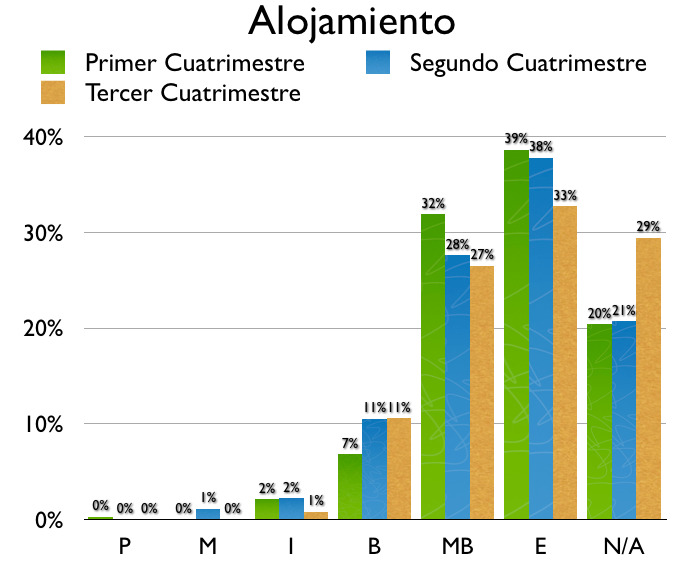 Alojamiento
Primer Cuatrimestre Segundo Cuatrimestre
Tercer Cuatrimestre
40%
39% 38%
32% 33%
30%
28% 27% 29%
20% 20% 21%
10% 11% 11%
7%
0% 0% 0% 0% 1% 0% 2% 2% 1%
0%
P M I B MB E N/A